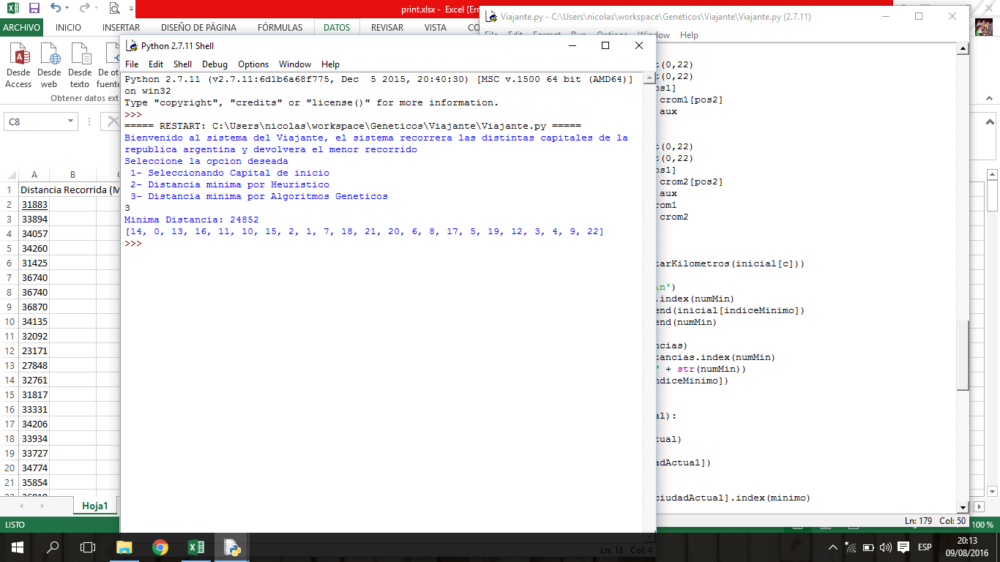 print.xlsx - Excel (Err
ARCHIVO INICIO INSERTAR DISEÑO DE PÁGINA FÓRMULAS DATOS REVISAR VISTA CO
Desde Access
Desde web
Desde texto
De ot fuente
Obtener datos ext
C8
A B
1 Distancia Recorrida (M
2 31883
3 33894
4 34057
5 34260
6 31425
7 36740
8 36740
9 36870
10 34135
11 32092
12 23171
13 27848
14 32761
15 31817
16 33331
17 34206
18 33934
19 33727
20 34774
21 35854
Hoja1
LISTO
100 %
Python 2.7.11 Shell
File Edit Shell Debug Options Window Help
Python 2.7.11 (v2.7.11:6d1b6a68f775, Dec  5 2015, 20:40:30) [MSC v.1500 64 bit (AMD64)]
on win32
Type "copyright", "credits" or "license()" for more information.
>>>
===== RESTART: C:\Users\nicolas\workspace\Geneticos\Viajante\Viajante.py =====
Bienvenido al sistema del Viajante, el sistema recorrera las distintas capitales de la
republica argentina y devolvera el menor recorrido
Seleccione la opcion deseada
1- Seleccionando Capital de inicio
2- Distancia minima por Heuristico
3- Distancia minima por Algoritmos Geneticos
3
Minima Distancia: 24852
[14, 0, 13, 16, 11, 10, 15, 2, 1, 7, 18, 21, 20, 6, 8, 17, 5, 19, 12, 3, 4, 9, 22]
>>>
Ln: 13 Col: 4
Viajante.py - C:\Users\nicolas\workspace\Geneticos\Viajante\Viajante.py (2.7.11)
File Edit Format Run Options Window Help
t(0,22)
t(0,22)
os1]
crom1[pos2]
aux
t(0,22)
t(0,22)
os1]
crom2[pos2]
aux
rom1
crom2
tarKilometros(inicial[c]))
\n')
.index(numMin)
end(inicial[indiceMinimo])
end(numMin)
ncias)
tancias.index(numMin)
" + str(numMin))
ndiceMinimo])
al):
tual)
adActual])
ciudadActual].index(minimo)
Ln: 179 Col: 50
ESP
20:13
09/08/2016